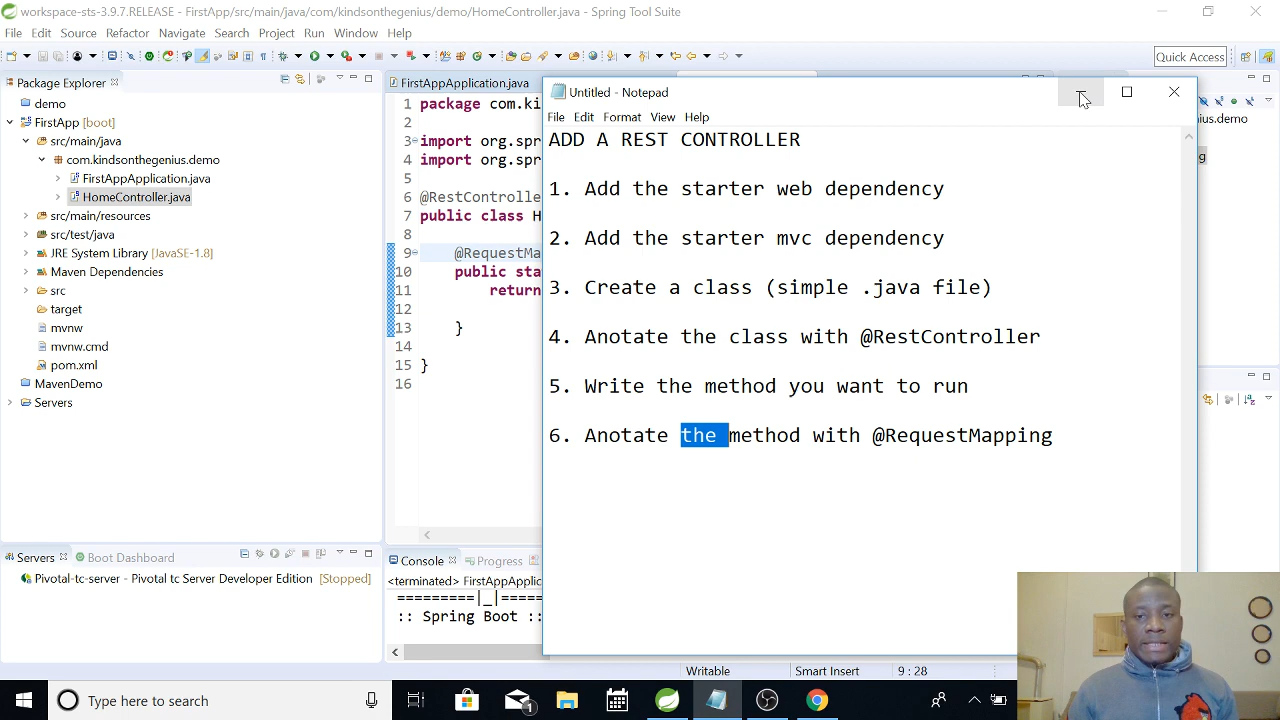 workspace-sts-3.9.7.RELEASE - FirstApp/src/main/java/com/kindsonthegenius/demo/HomeController.java - Spring Tool Suite
File Edit Source Refactor Navigate Search Project Run Window Help
Quick Access
Package Explorer
demo
FirstApp [boot]
src/main/java
com.kindsonthegenius.demo
FirstAppApplication.java
HomeController.java
src/main/resources
src/test/java
JRE System Library [JavaSE-1.8]
Maven Dependencies
src
target
mvnw
mvnw.cmd
pom.xml
MavenDemo
Servers
FirstAppApplication.java
1 package com.ki
2
3 import org.spr
4 import org.spr
5
6 @RestControlle
7 public class H
8
9 @RequestMa
10 public sta
11 return
12
13 }
14
15 }
16
Untitled - Notepad
File Edit Format View Help
ADD A REST CONTROLLER
1. Add the starter web dependency
2. Add the starter mvc dependency
3. Create a class (simple .java file)
4. Anotate the class with @RestController
5. Write the method you want to run
6. Anotate the method with @RequestMapping
us.demo
g
Servers Boot Dashboard
Pivotal-tc-server - Pivotal tc Server Developer Edition [Stopped]
Console Progress
<terminated> FirstAppApplic
=========|_|=====
:: Spring Boot ::
Writable Smart Insert 9 : 28
Type here to search
1